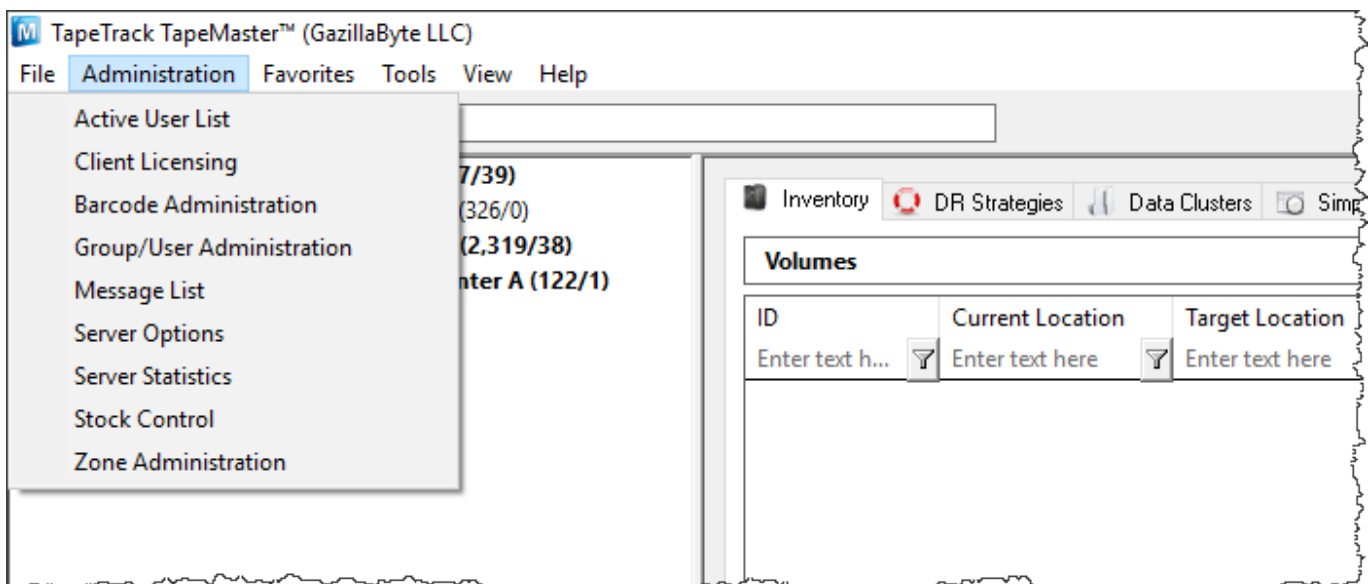 TapeTrack TapeMaster™ (GazillaByte LLC)
File Administration Favorites Tools View Help
Active User List
Client Licensing
Barcode Administration
Group/User Administration
Message List
Server Options
Server Statistics
Stock Control
Zone Administration
7/39)
(326/0)
(2,319/38)
nter A (122/1)
Inventory DR Strategies Data Clusters Simp
Volumes
ID Current Location Target Location
Enter text h... Enter text here Enter text here